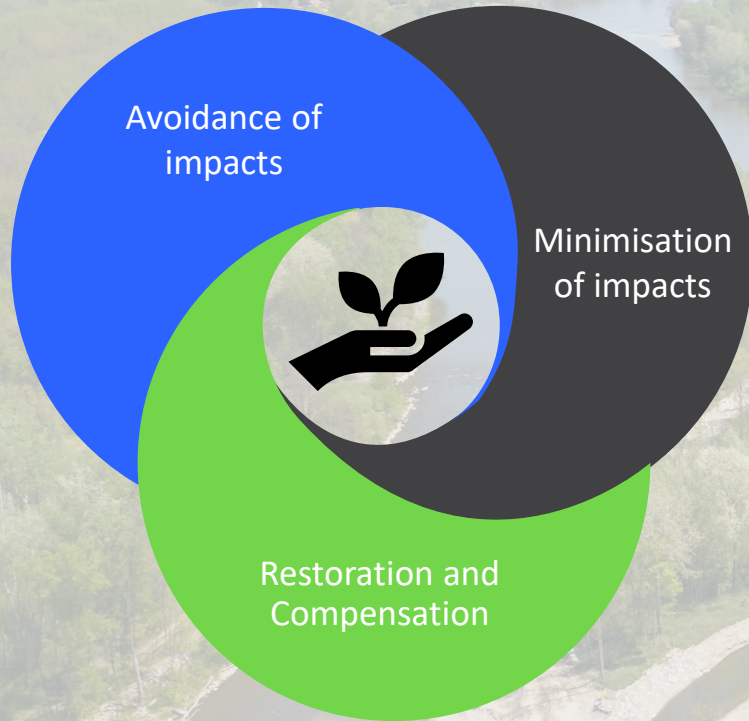 Avoidance of
impacts
Minimisation
of impacts
Restoration and
Compensation